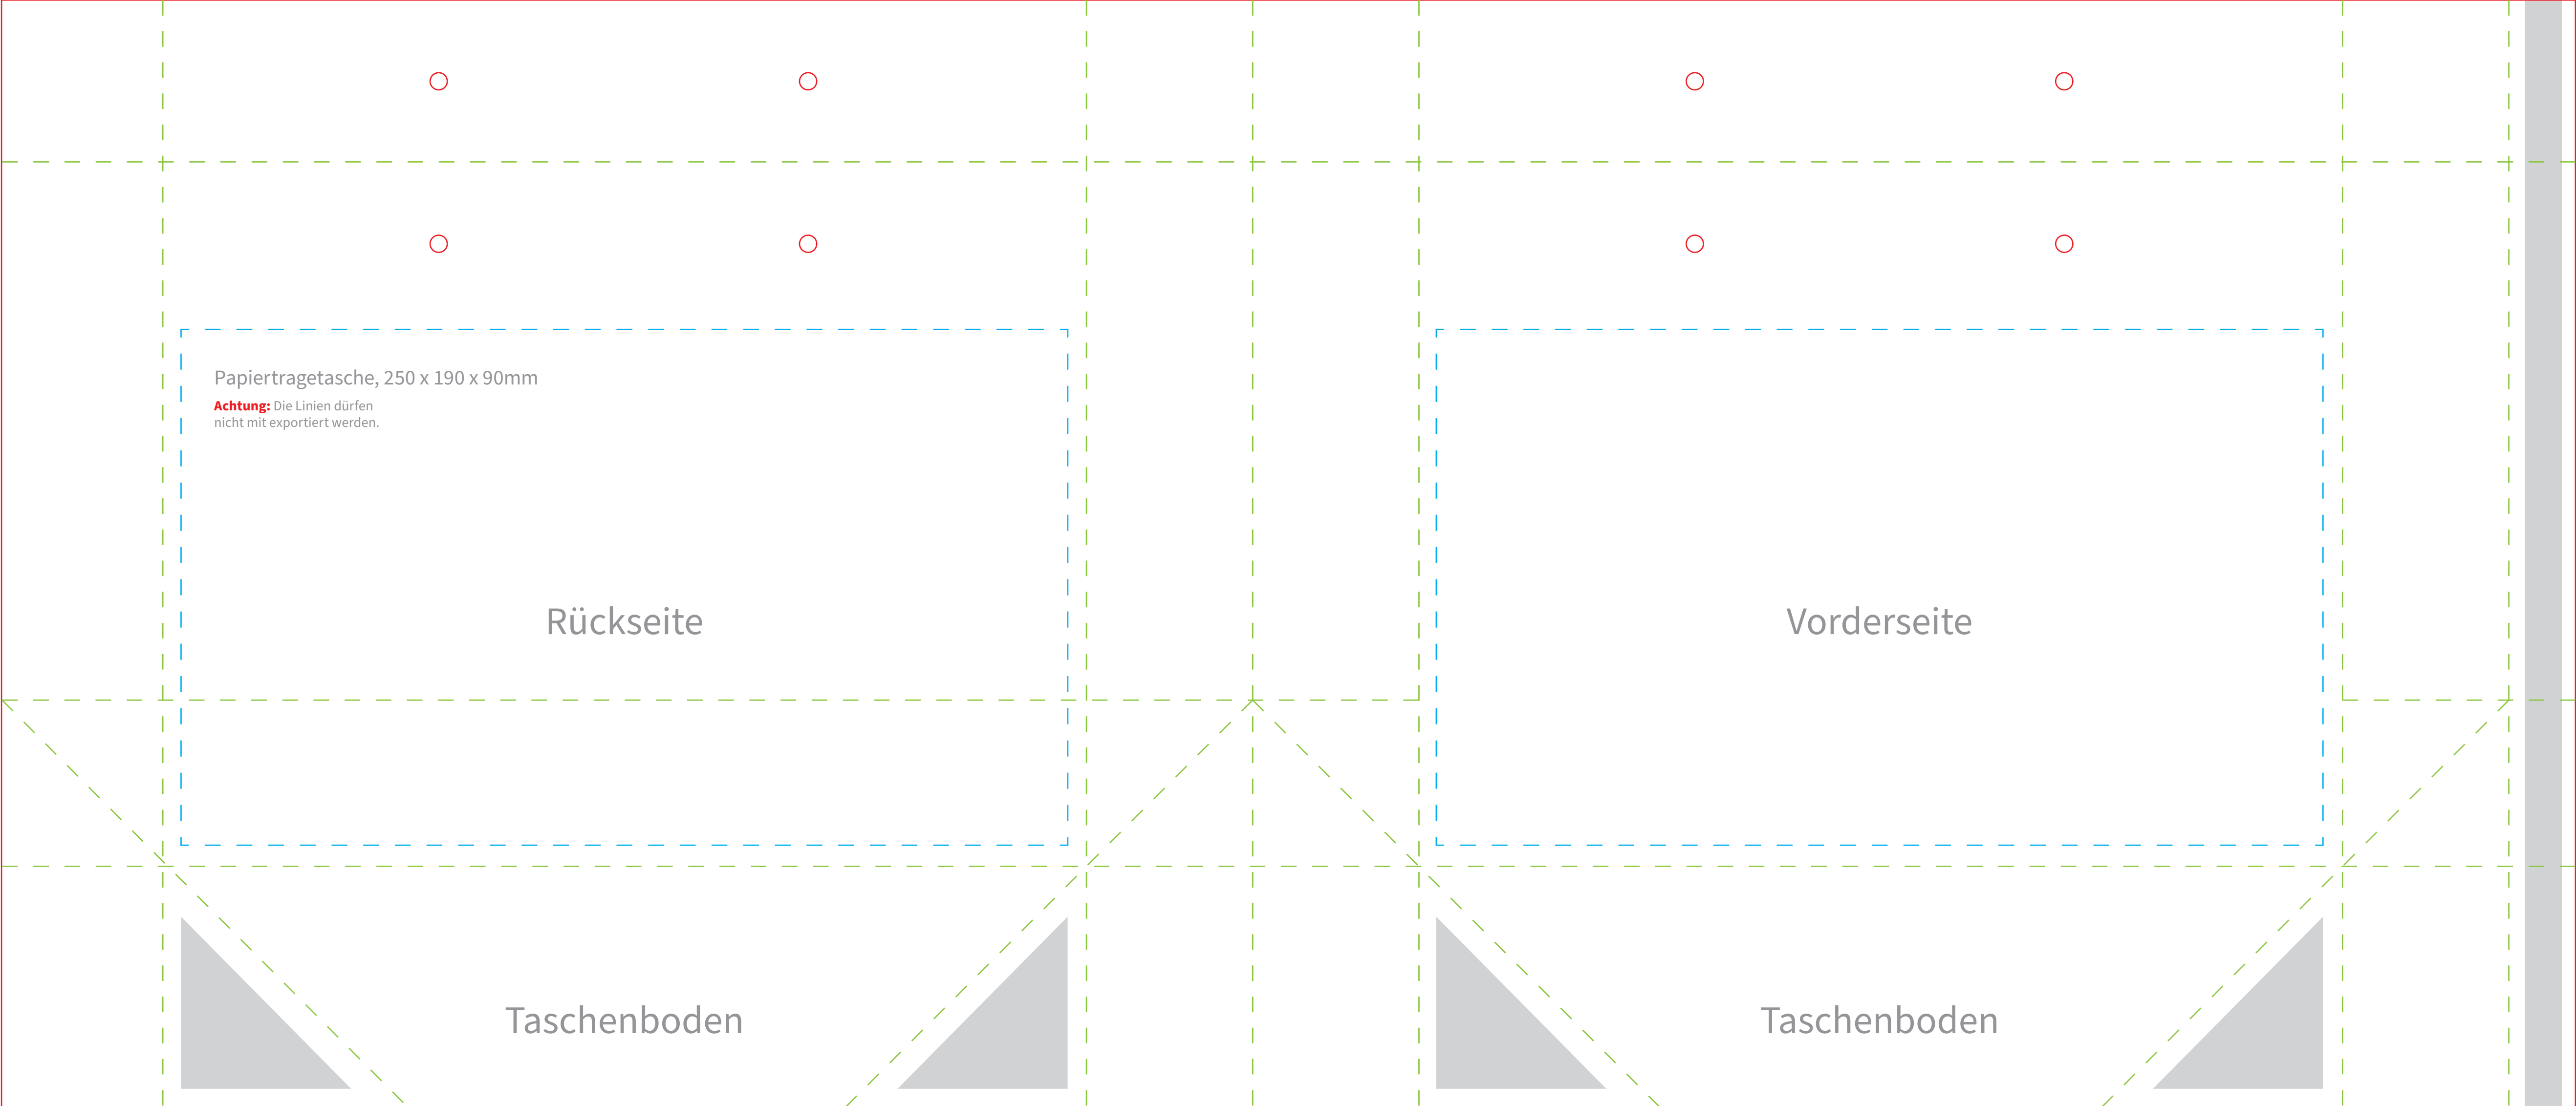 Papiertragetasche, 250 x 190 x 90mm
Achtung: Die Linien dürfen
nicht mit exportiert werden.
Rückseite
Vorderseite
Taschenboden
Taschenboden